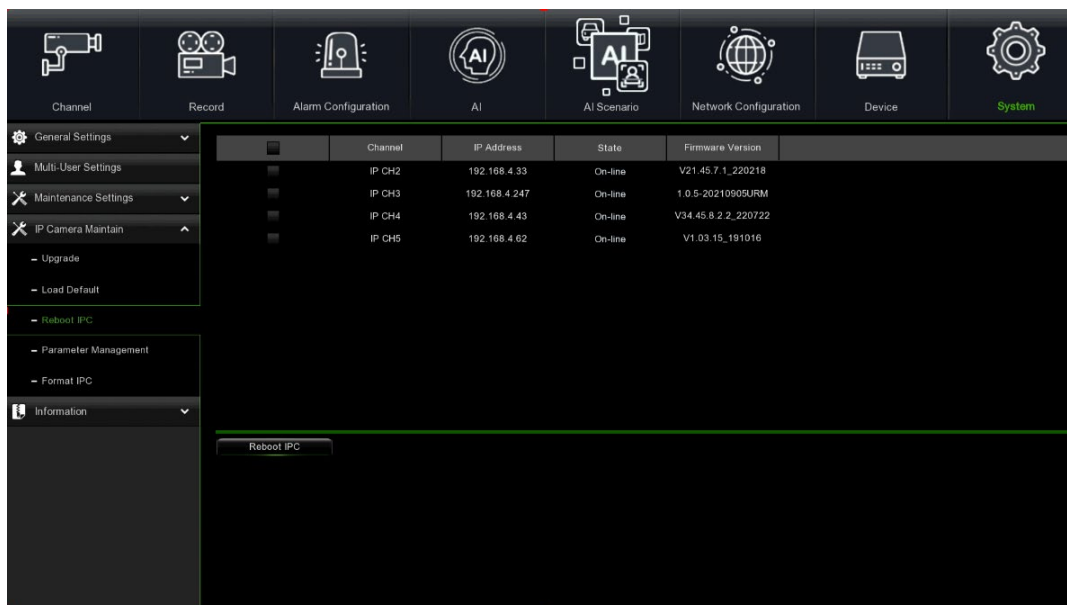 Channel Record Alarm Configuration AI AI Scenario Network Configuration Device System
General Settings
Multi-User Settings
Maintenance Settings
IP Camera Maintain
– Upgrade
– Load Default
– Reboot IPC
– Parameter Management
– Format IPC
Information
Channel IP Address State Firmware Version
IP CH2 192.168.4.33 On-line V21.45.7.1_220218
IP CH3 192.168.4.247 On-line 1.0.5-20210905URM
IP CH4 192.168.4.43 On-line V34.45.8.2.2_220722
IP CH5 192.168.4.62 On-line V1.03.15_191016
Reboot IPC